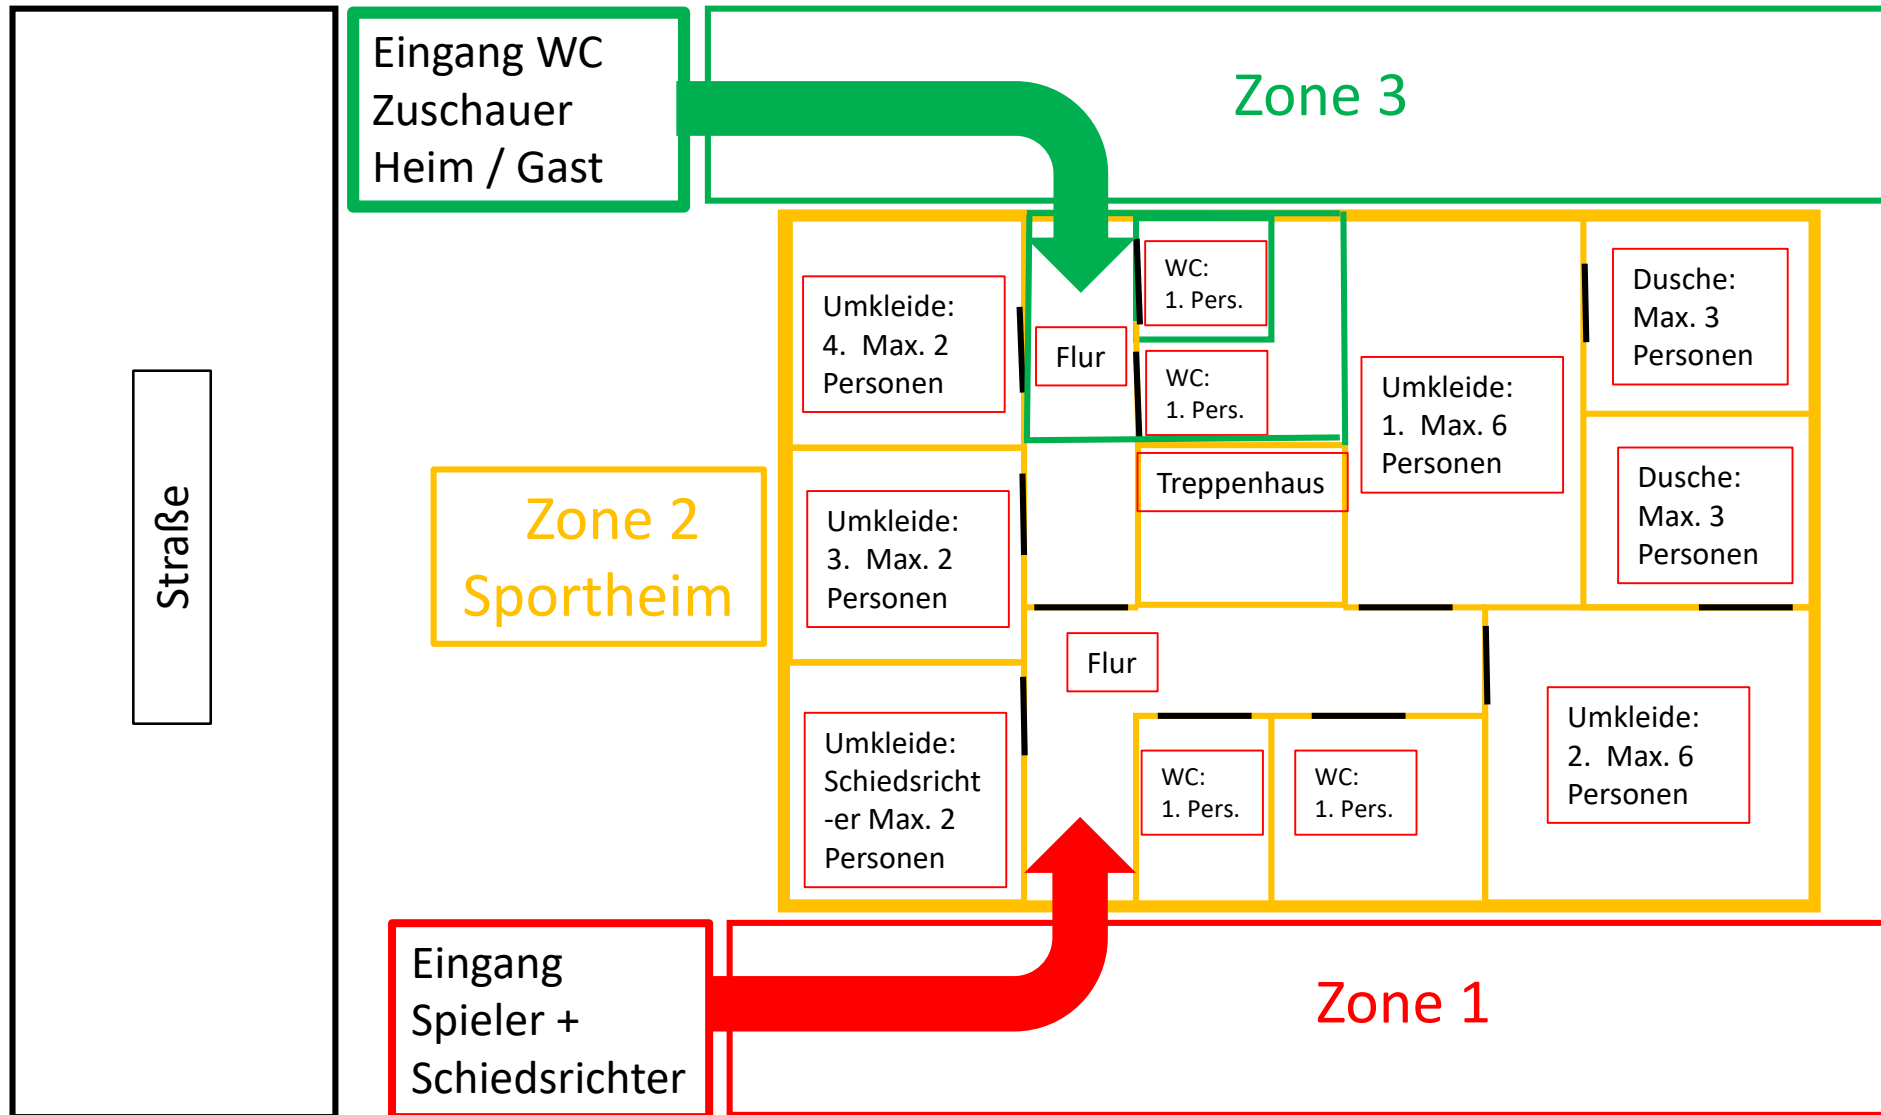 Eingang WC
Zuschauer
Heim / Gast
Zone 3
Umkleide:
4. Max. 2
Personen
Flur
WC:
1. Pers.
WC:
1. Pers.
Umkleide:
1. Max. 6
Personen
Dusche:
Max. 3
Personen
Dusche:
Max. 3
Personen
Treppenhaus
Straße
Zone 2
Sportheim
Umkleide:
3. Max. 2
Personen
Flur
Umkleide:
Schiedsricht
-er Max. 2
Personen
WC:
1. Pers.
WC:
1. Pers.
Umkleide:
2. Max. 6
Personen
Eingang
Spieler +
Schiedsrichter
Zone 1